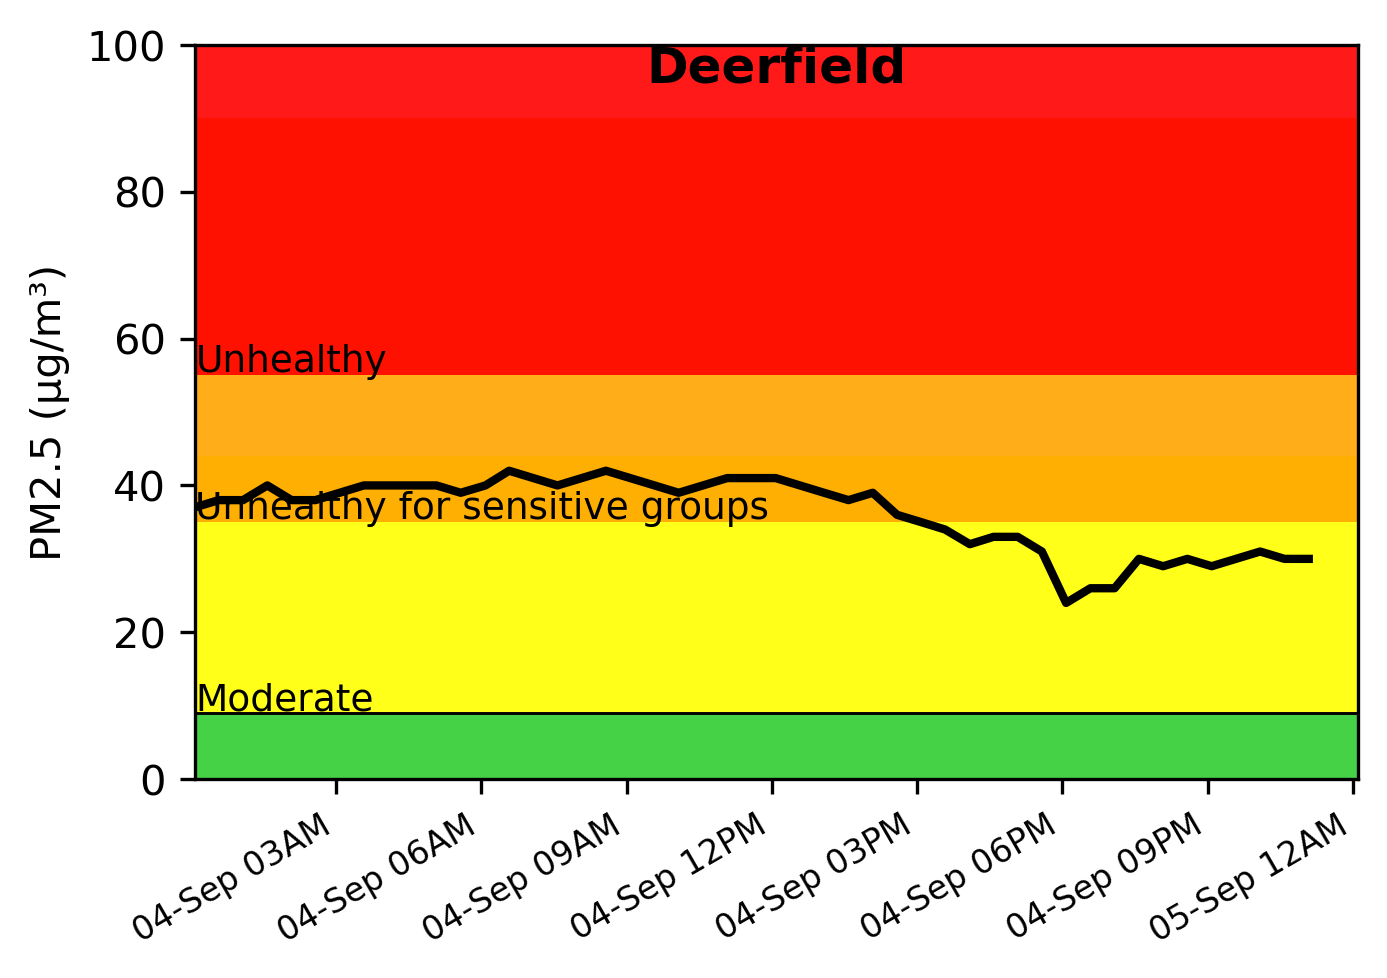 Deerfield
PM2.5 (µg/m³)
100
80
60
40
20
0
Unhealthy
Unhealthy for sensitive groups
Moderate
04-Sep 03AM
04-Sep 06AM
04-Sep 09AM
04-Sep 12PM
04-Sep 03PM
04-Sep 06PM
04-Sep 09PM
05-Sep 12AM